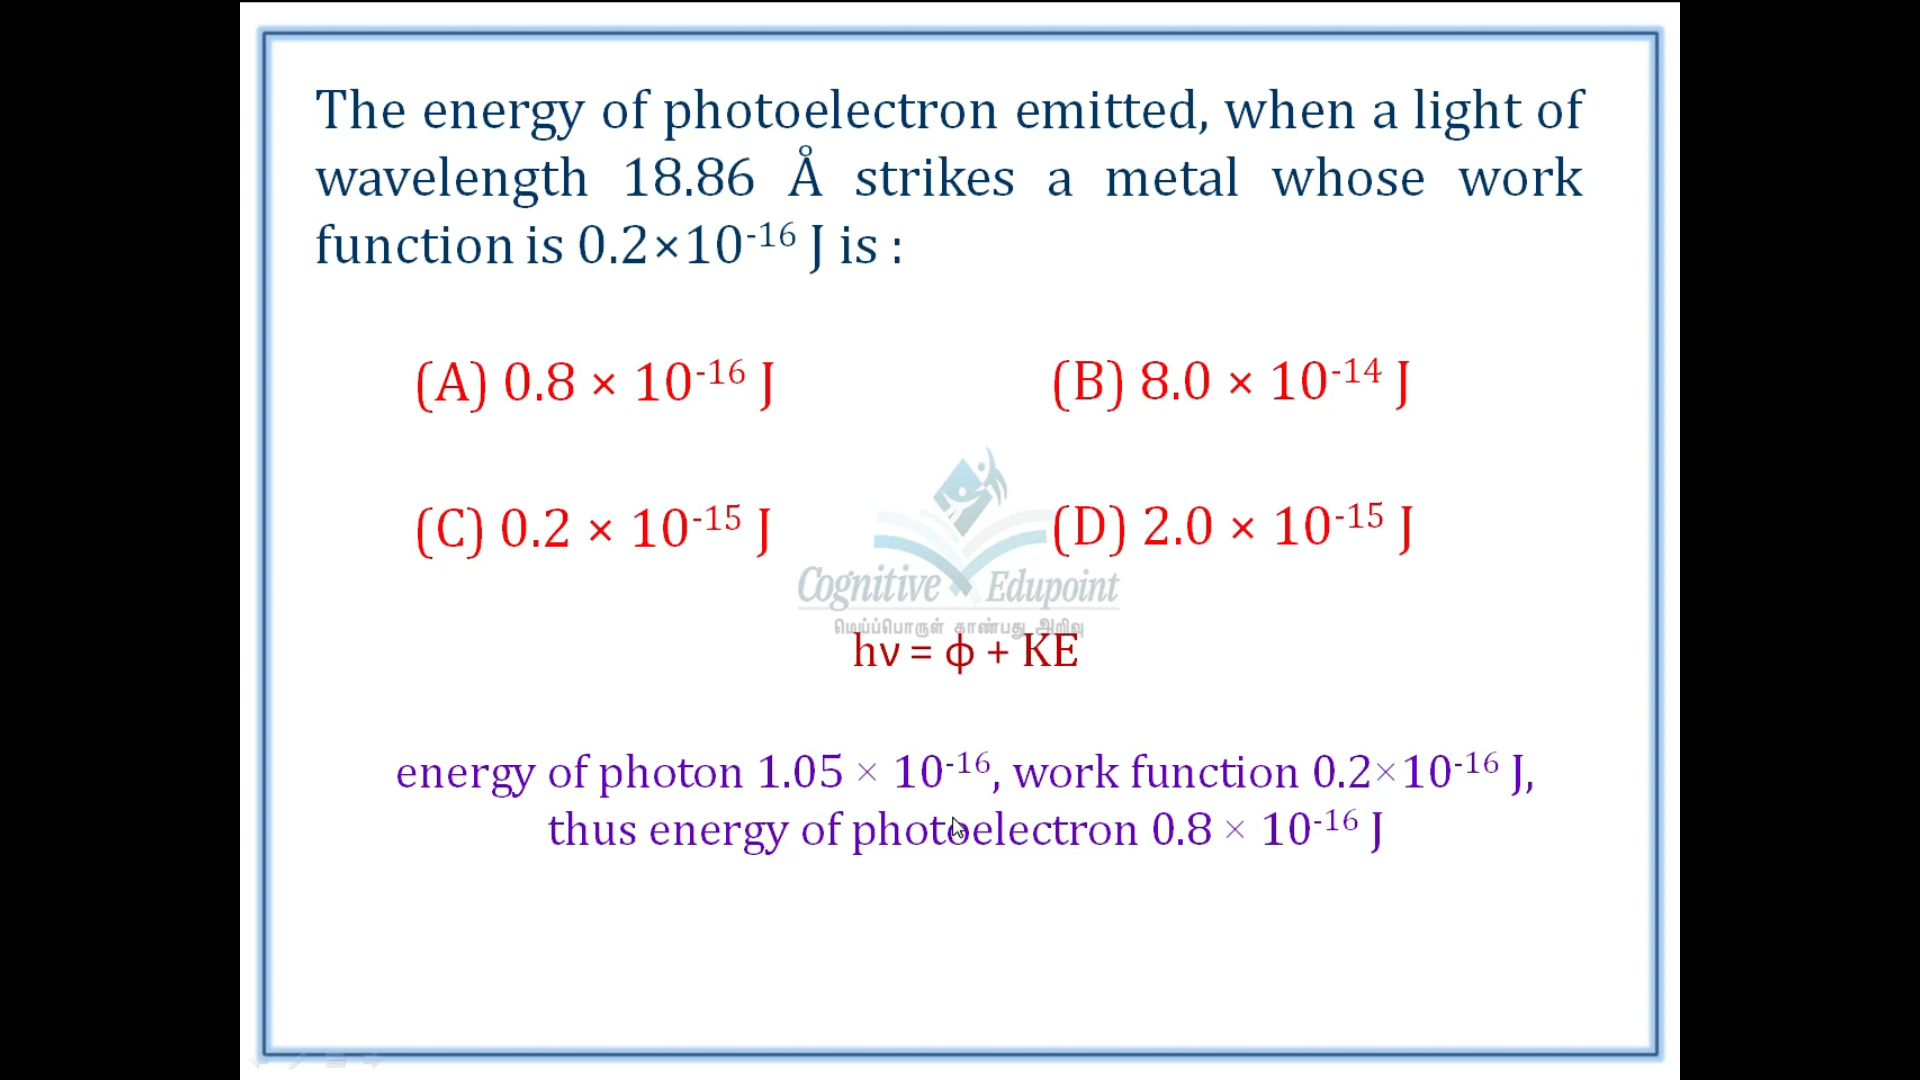 The energy of photoelectron emitted, when a light of
wavelength 18.86 Å strikes a metal whose work
function is 0.2×10⁻¹⁶ J is :
(A) 0.8 × 10⁻¹⁶ J (B) 8.0 × 10⁻¹⁴ J
(C) 0.2 × 10⁻¹⁵ J (D) 2.0 × 10⁻¹⁵ J
Cognitive Edupoint
மெய்ப்பொருள் காண்பது அறிவு
hν = ϕ + KE
energy of photon 1.05 × 10⁻¹⁶, work function 0.2×10⁻¹⁶ J,
thus energy of photoelectron 0.8 × 10⁻¹⁶ J